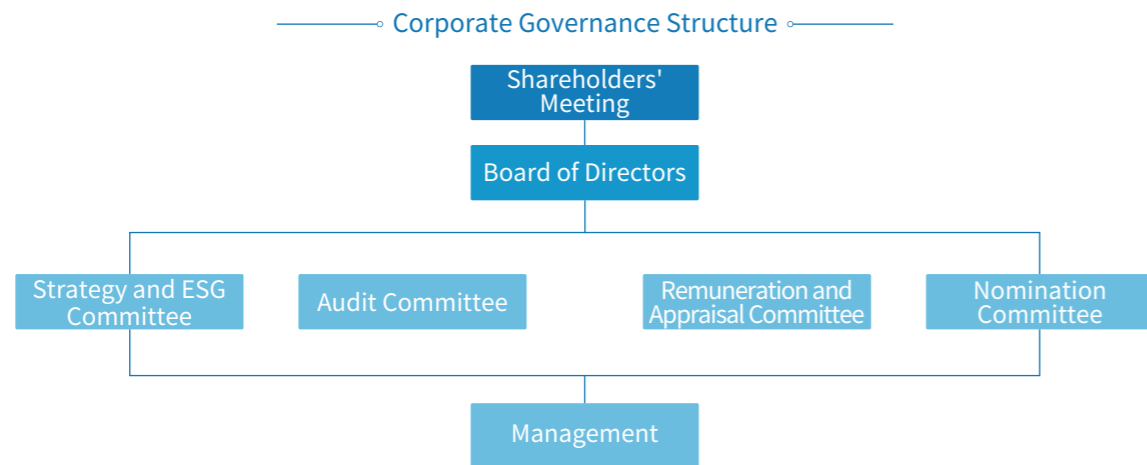 Corporate Governance Structure
Shareholders'
Meeting
Board of Directors
Strategy and ESG
Committee
Audit Committee
Remuneration and
Appraisal Committee
Nomination
Committee
Management